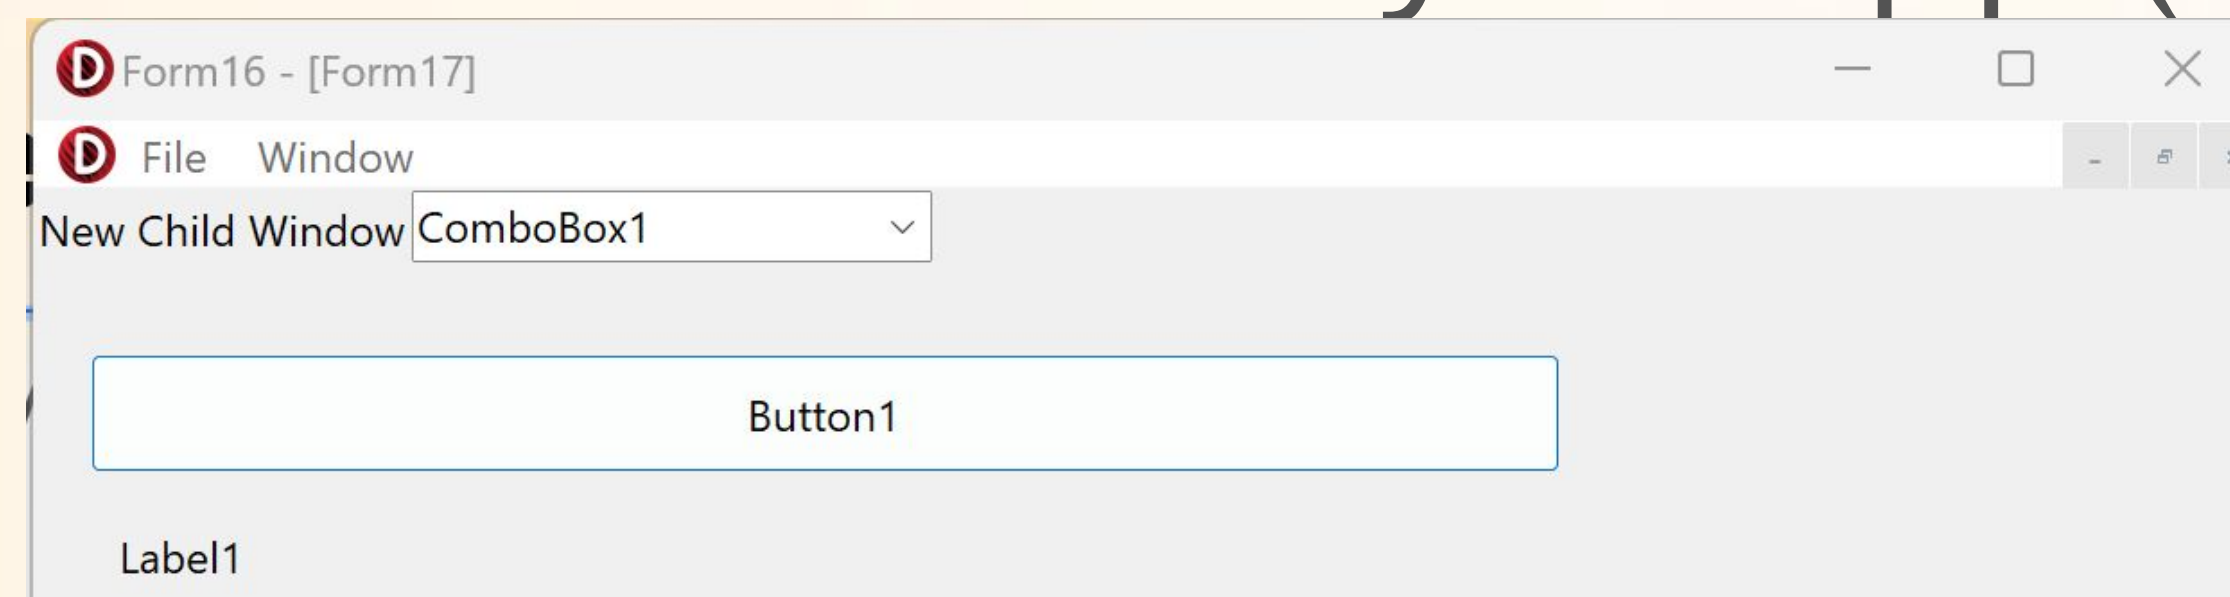 Form16 - [Form17]
File Window
New Child Window ComboBox1
Button1
Label1